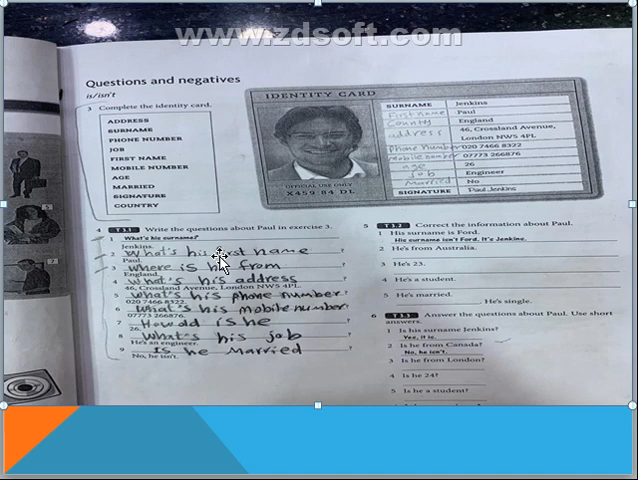 www.zdsoft.com
Questions and negatives
is/isn't
3 Complete the identity card.
ADDRESS
SURNAME
PHONE NUMBER
JOB
FIRST NAME
MOBILE NUMBER
AGE
MARRIED
SIGNATURE
COUNTRY
IDENTITY CARD
SURNAME Jenkins
First name Paul
Country England
address 46, Crossland Avenue,
London NW5 4PL
phone number 020 7466 8322
mobile number 07773 266876
age 26
job Engineer
Married No
SIGNATURE Paul Jenkins
OFFICIAL USE ONLY
X459 84 DL
4 T 1.1 Write the questions about Paul in exercise 3.
1 What's his surname?
Jenkins.
2 what's his first name ?
Paul.
3 where is he from ?
England.
4 what's his address ?
46, Crossland Avenue, London NW5 4PL
5 what's his phone number ?
020 7466 8322.
6 what's his mobile number ?
07773 266876.
7 How old is he ?
26.
8 what's his job ?
He's an engineer.
9 Is he Married ?
No, he isn't.
5 T 1.2 Correct the information about Paul.
1 His surname is Ford.
His surname isn't Ford. It's Jenkins.
2 He's from Australia.
3 He's 23.
4 He's a student.
5 He's married.
He's single.
6 T 1.3 Answer the questions about Paul. Use short
answers.
1 Is his surname Jenkins?
Yes, it is.
2 Is he from Canada?
No, he isn't.
3 Is he from London?
4 Is he 24?
5 Is he a student?